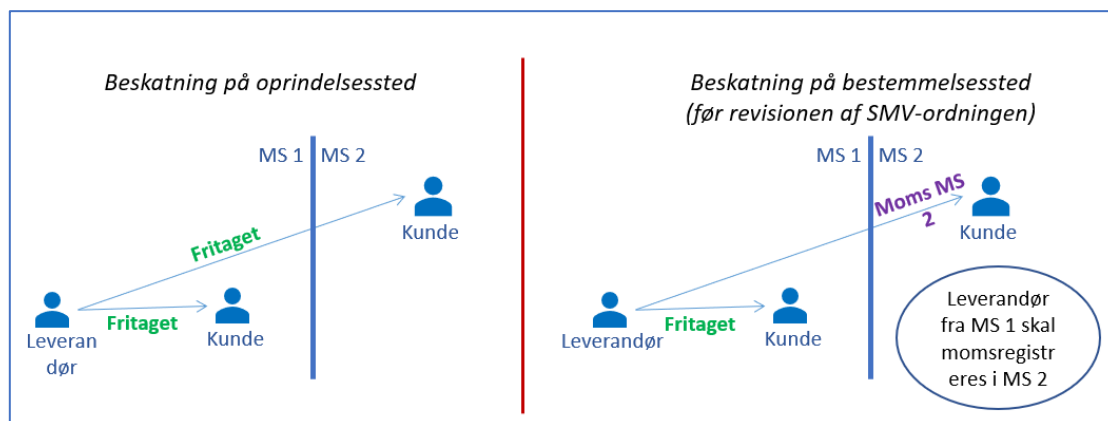 Beskatning på oprindelsessted
MS 1
MS 2
Kunde
Fritaget
Fritaget
Leveran
dør
Kunde
Beskatning på bestemmelsessted
(før revisionen af SMV-ordningen)
MS 1
MS 2
Moms MS
2
Kunde
Fritaget
Leverandør
Kunde
Leverandør
fra MS 1 skal
momsregistr
eres i MS 2